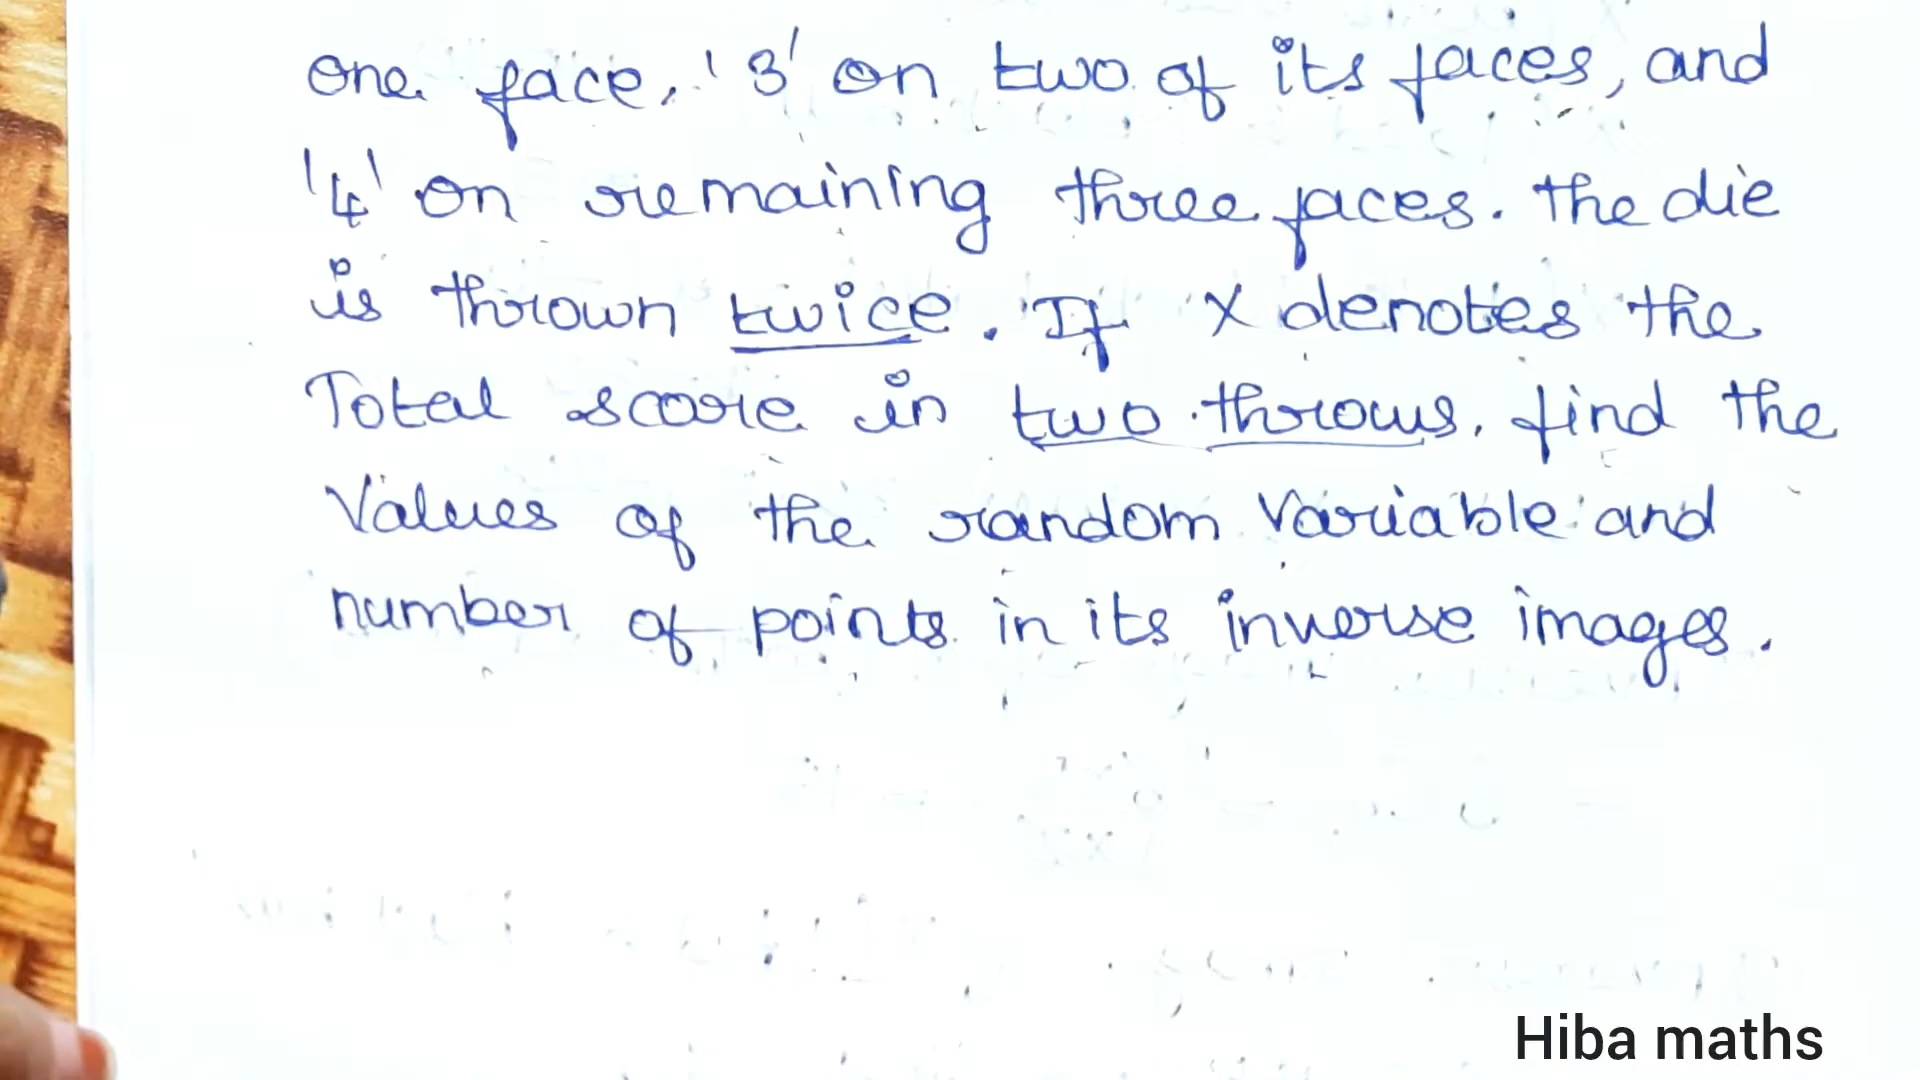 one face, '3' on two of its faces, and
'4' on remaining three faces. The die
is thrown twice. If X denotes the
Total score in two throws, find the
Values of the random Variable and
number of points in its inverse images.
Hiba maths